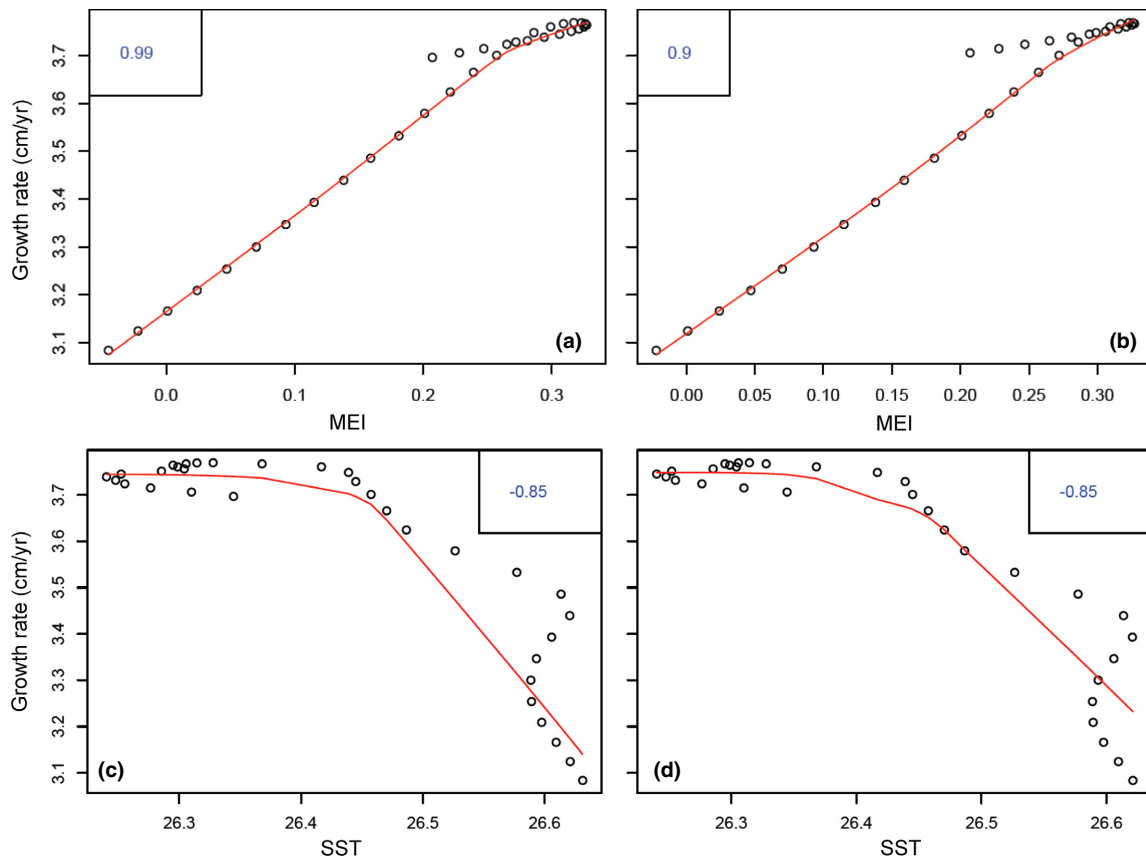 0.99
0.9
Growth rate (cm/yr)
3.7
3.6
3.5
3.4
3.3
3.2
3.1
(a)
(b)
0.0 0.1 0.2 0.3
MEI
0.00 0.05 0.10 0.15 0.20 0.25 0.30
MEI
-0.85
-0.85
Growth rate (cm/yr)
3.7
3.6
3.5
3.4
3.3
3.2
3.1
(c)
(d)
26.3 26.4 26.5 26.6
SST
26.3 26.4 26.5 26.6
SST